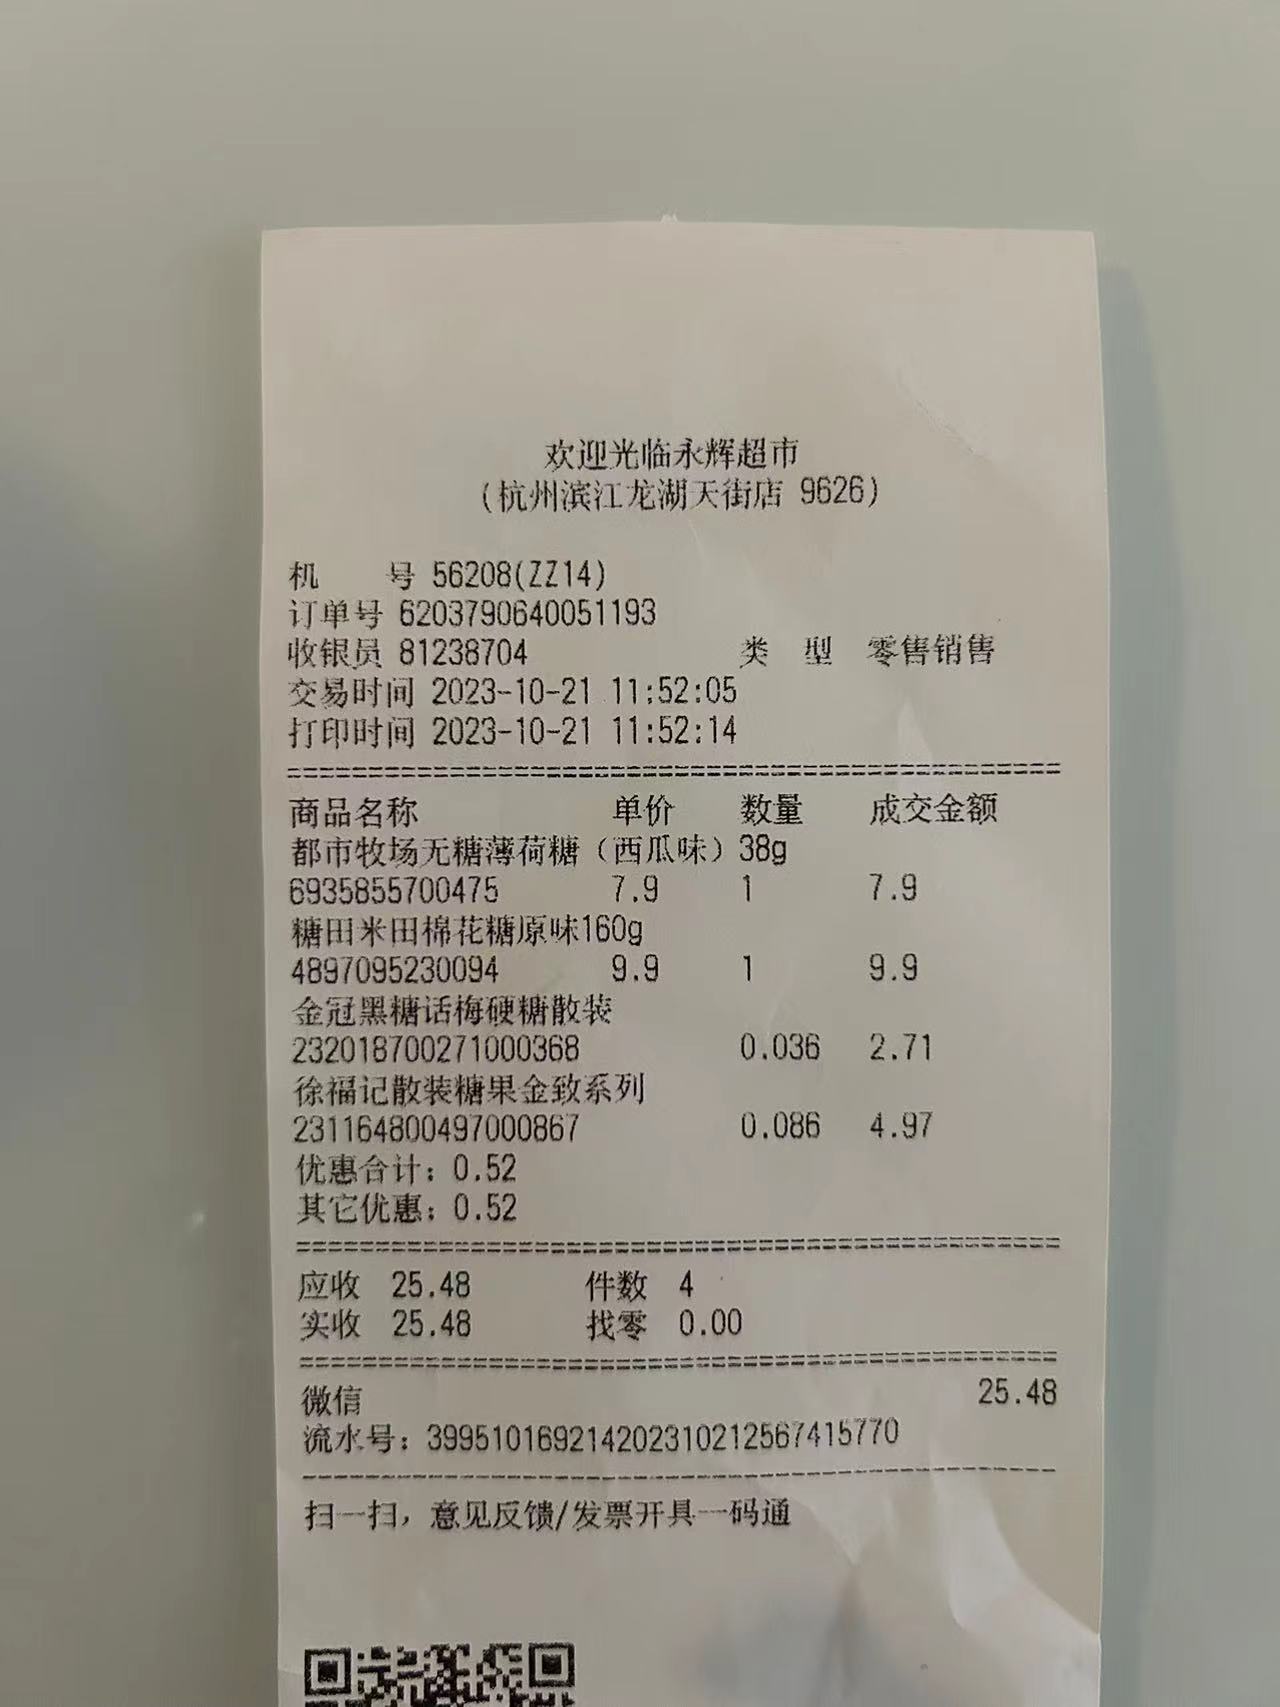 欢迎光临永辉超市
(杭州滨江龙湖天街店 9626)
机 号 56208(ZZ14)
订单号 6203790640051193
收银员 81238704 类 型 零售销售
交易时间 2023-10-21 11:52:05
打印时间 2023-10-21 11:52:14
商品名称 单价 数量 成交金额
都市牧场无糖薄荷糖（西瓜味）38g
6935855700475 7.9 1 7.9
糖田米田棉花糖原味160g
4897095230094 9.9 1 9.9
金冠黑糖话梅硬糖散装
232018700271000368 0.036 2.71
徐福记散装糖果金致系列
231164800497000867 0.086 4.97
优惠合计：0.52
其它优惠：0.52
应收 25.48 件数 4
实收 25.48 找零 0.00
微信 25.48
流水号：399510169214202310212567415770
扫一扫，意见反馈/发票开具一码通